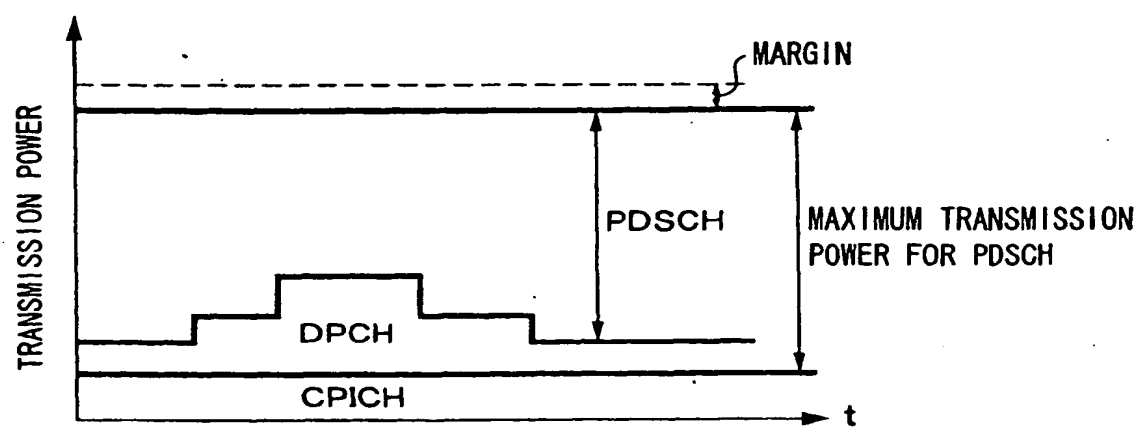 MARGIN
TRANSMISSION POWER
PDSCH
MAXIMUM TRANSMISSION
POWER FOR PDSCH
DPCH
CPICH
t